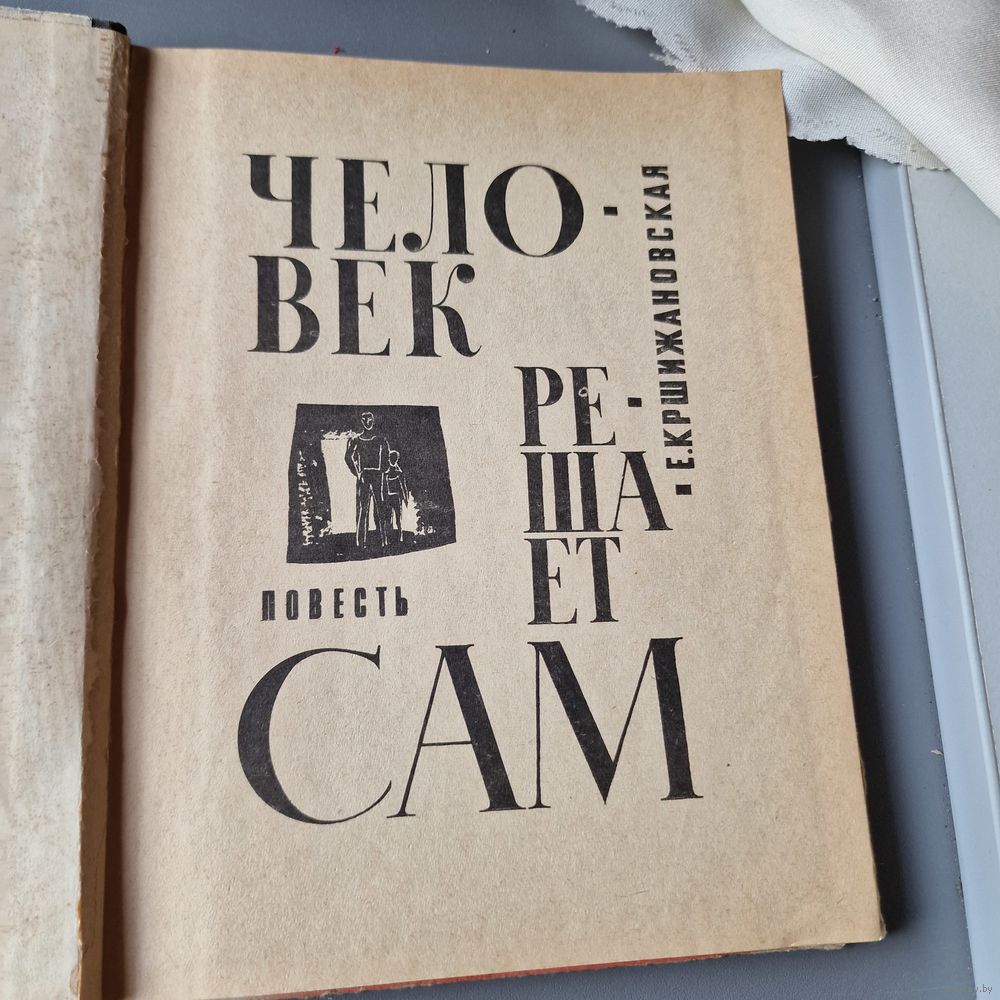 ЧЕЛО-
ВЕК
РЕ-
ША-
ЕТ
САМ
ПОВЕСТЬ
Е.КРШИЖАНОВСКАЯ